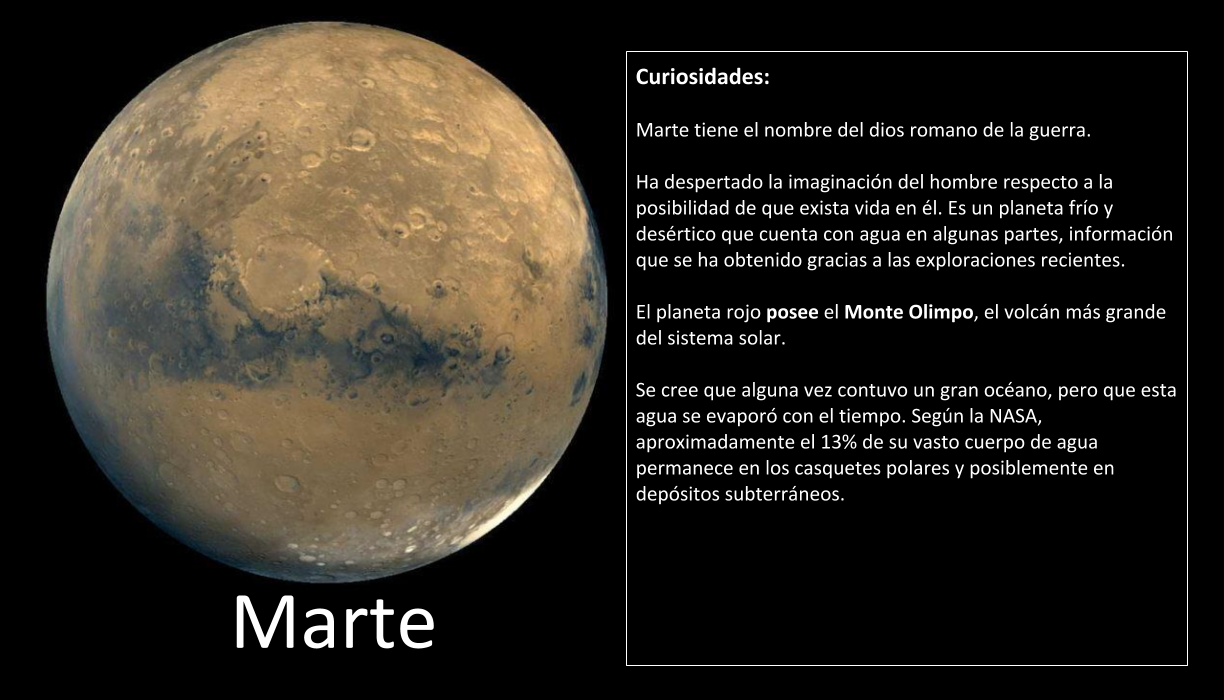 Curiosidades:
Marte tiene el nombre del dios romano de la guerra.
Ha despertado la imaginación del hombre respecto a la
posibilidad de que exista vida en él. Es un planeta frío y
desértico que cuenta con agua en algunas partes, información
que se ha obtenido gracias a las exploraciones recientes.
El planeta rojo posee el Monte Olimpo, el volcán más grande
del sistema solar.
Se cree que alguna vez contuvo un gran océano, pero que esta
agua se evaporó con el tiempo. Según la NASA,
aproximadamente el 13% de su vasto cuerpo de agua
permanece en los casquetes polares y posiblemente en
depósitos subterráneos.
Marte